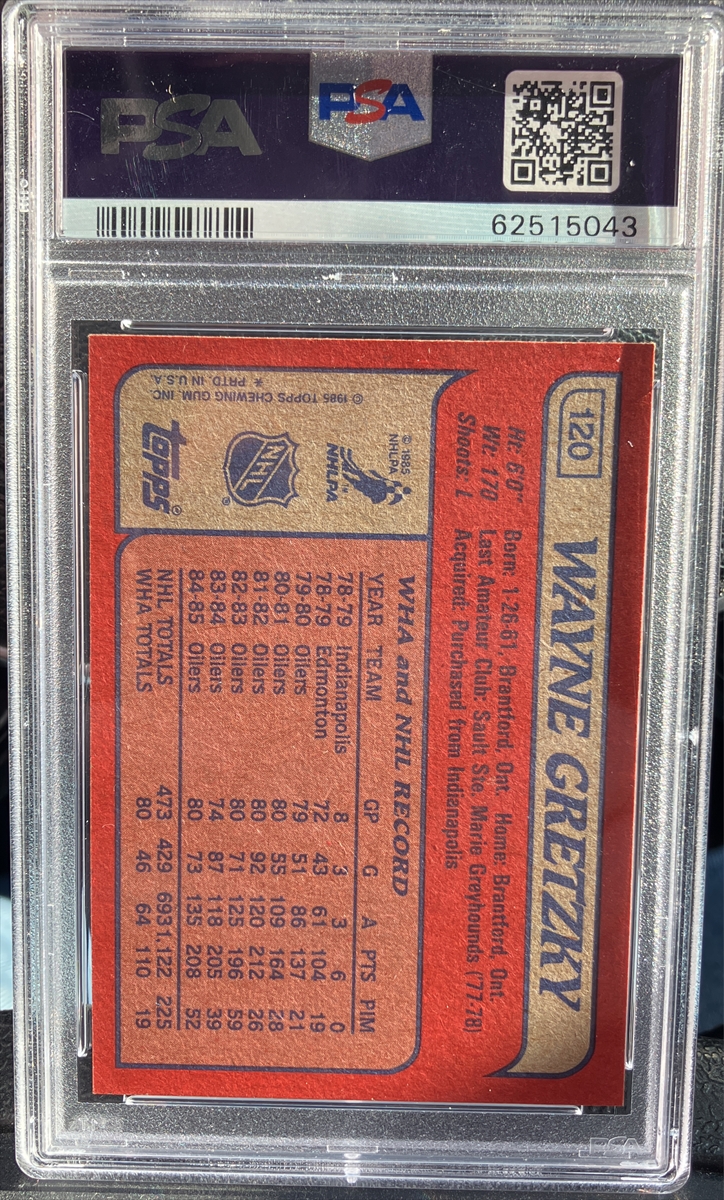 PSA
PSA
62515043
120
WAYNE GRETZKY
Ht: 6'0" Born: 1-26-61, Brantford, Ont. Home: Brantford, Ont.
Wt: 170 Last Amateur Club: Sault Ste. Marie Greyhounds ('77-78)
Shoots: L Acquired: Purchased from Indianapolis
© 1985 NHLPA
NHLPA
NHL
®
topps®
© 1985 TOPPS CHEWING GUM, INC.
* PRTD. IN U.S.A.
WHA and NHL RECORD
YEAR TEAM GP G A PTS PIM
78-79 Indianapolis 8 3 3 6 0
78-79 Edmonton 72 43 61 104 19
79-80 Oilers 79 51 86 137 21
80-81 Oilers 80 55 109 164 28
81-82 Oilers 80 92 120 212 26
82-83 Oilers 80 71 125 196 59
83-84 Oilers 74 87 118 205 39
84-85 Oilers 80 73 135 208 52
NHL TOTALS 473 429 693 1,122 225
WHA TOTALS 80 46 64 110 19
PSA